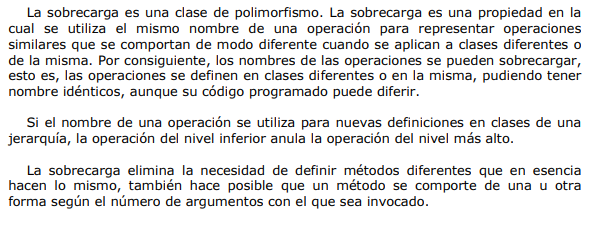 La sobrecarga es una clase de polimorfismo. La sobrecarga es una propiedad en la
cual se utiliza el mismo nombre de una operación para representar operaciones
similares que se comportan de modo diferente cuando se aplican a clases diferentes o
de la misma. Por consiguiente, los nombres de las operaciones se pueden sobrecargar,
esto es, las operaciones se definen en clases diferentes o en la misma, pudiendo tener
nombre idénticos, aunque su código programado puede diferir.
Si el nombre de una operación se utiliza para nuevas definiciones en clases de una
jerarquía, la operación del nivel inferior anula la operación del nivel más alto.
La sobrecarga elimina la necesidad de definir métodos diferentes que en esencia
hacen lo mismo, también hace posible que un método se comporte de una u otra
forma según el número de argumentos con el que sea invocado.